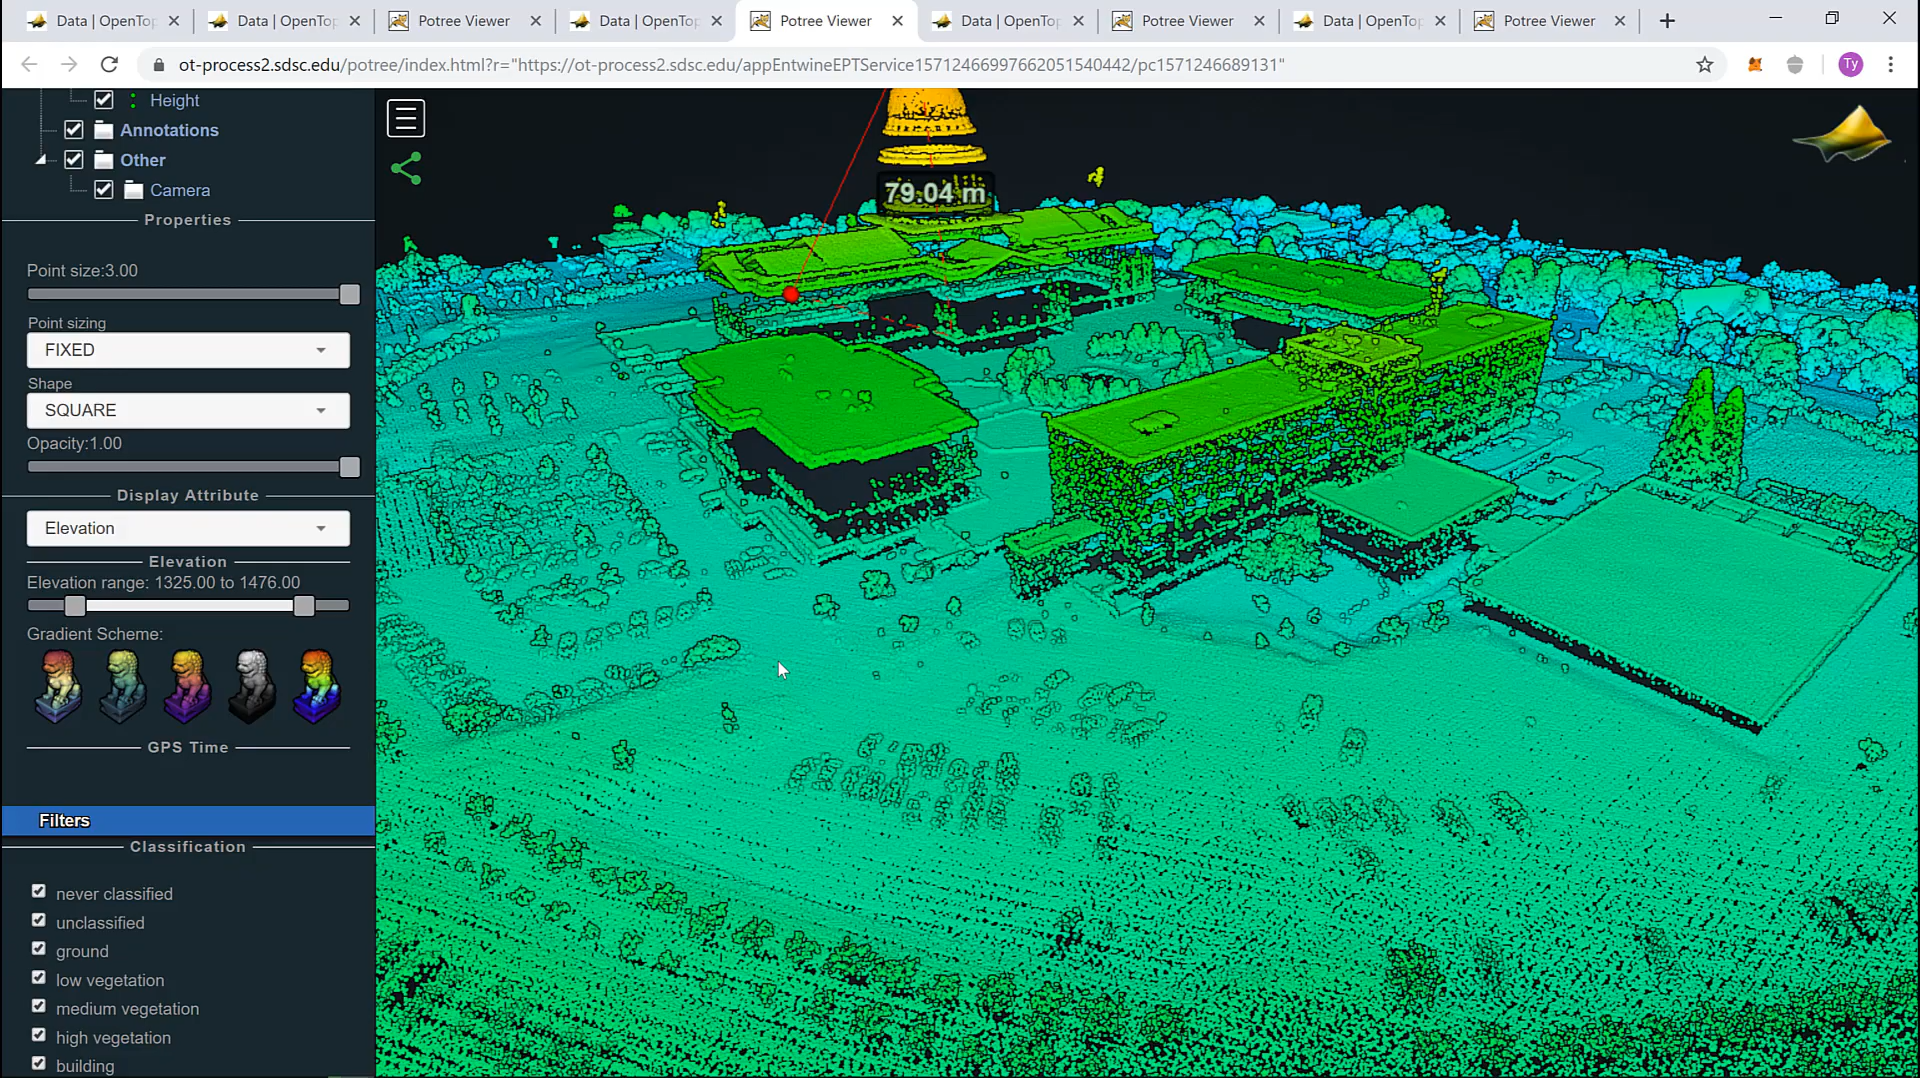 Data | OpenTop
Data | OpenTop
Potree Viewer
Data | OpenTop
Potree Viewer
Data | OpenTop
Potree Viewer
Data | OpenTop
Potree Viewer
ot-process2.sdsc.edu/potree/index.html?r="https://ot-process2.sdsc.edu/appEntwineEPTService15712466997662051540442/pc1571246689131"
Ty
Height
Annotations
Other
Camera
Properties
Point size:3.00
Point sizing
FIXED
Shape
SQUARE
Opacity:1.00
Display Attribute
Elevation
Elevation
Elevation range: 1325.00 to 1476.00
Gradient Scheme:
GPS Time
Filters
Classification
never classified
unclassified
ground
low vegetation
medium vegetation
high vegetation
building
79.04 m